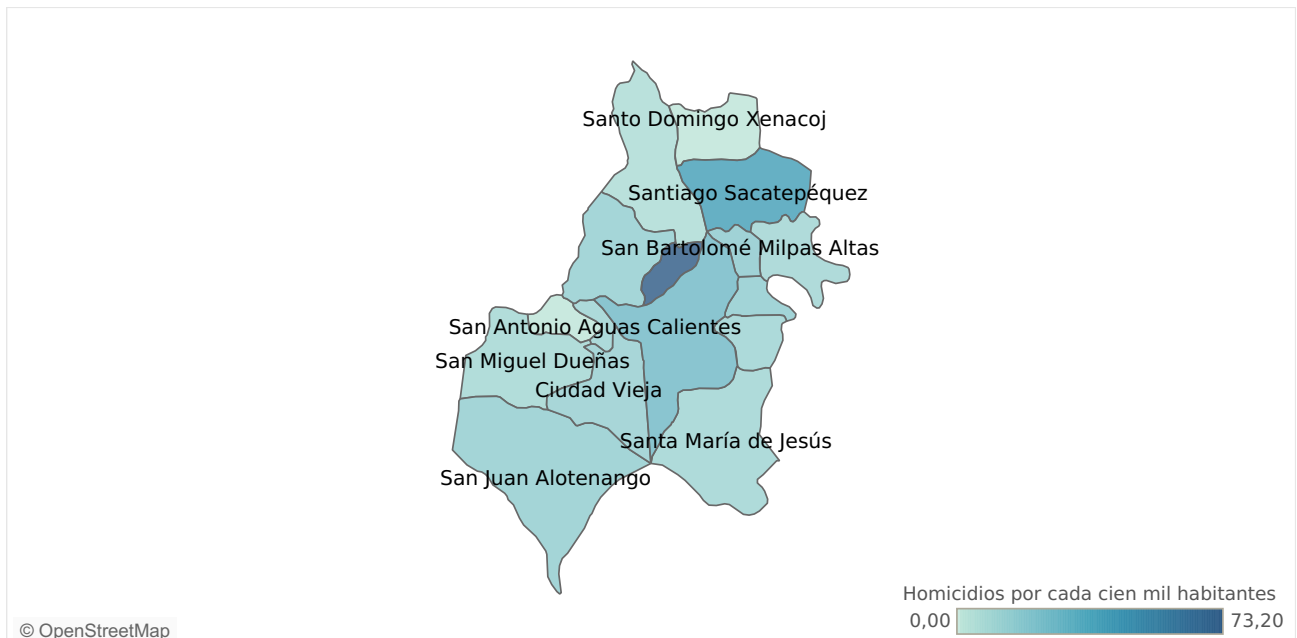 Santo Domingo Xenacoj
Santiago Sacatepéquez
San Bartolomé Milpas Altas
San Antonio Aguas Calientes
San Miguel Dueñas
Ciudad Vieja
Santa María de Jesús
San Juan Alotenango
Homicidios por cada cien mil habitantes
0,00 73,20
© OpenStreetMap